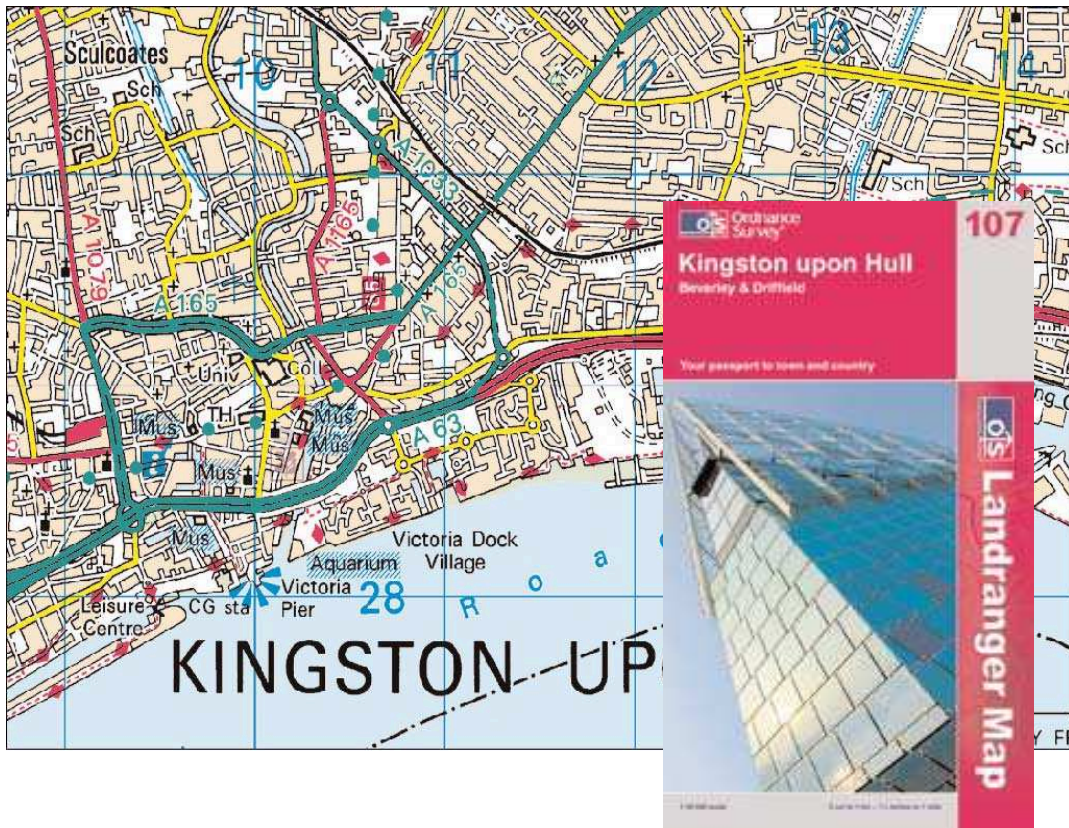 Sculcoates
Sch
10
11
12
13
14
Sch
Sch
Sch
A 1079
A 1033
A 1165
A 165
A 165
Univ
Coll
TH
Mus
Mus
Mus
Mus
Mus
A 63
Victoria Dock
Village
Aquarium
Victoria
Pier
28
CG sta
Leisure
Centre
R o a
KINGSTON UP
Y FR
Ordnance
Survey
107
Kingston upon Hull
Beverley & Driffield
Your passport to town and country
OS Landranger Map